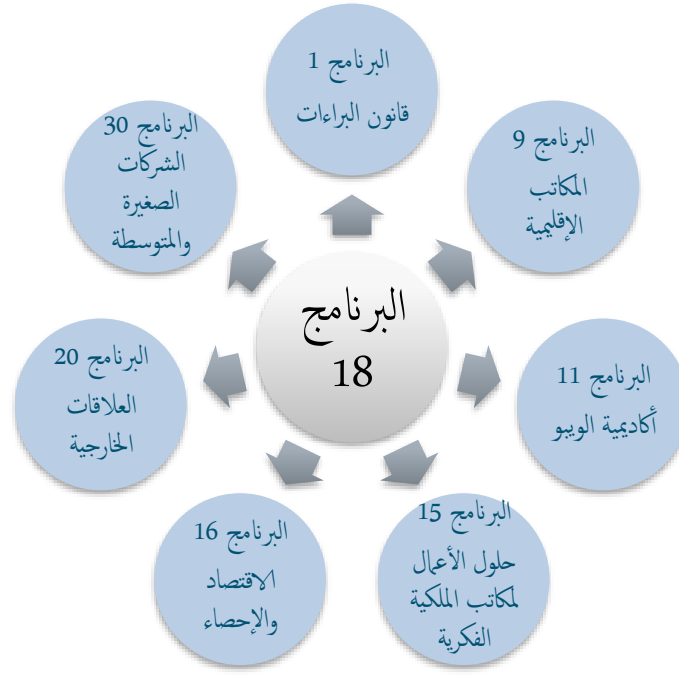 البرنامج 1
قانون البراءات
البرنامج 9
المكاتب
الإقليمية
البرنامج 11
أكاديمية الويبو
البرنامج 15
حلول الأعمال
لمكاتب الملكية
الفكرية
البرنامج 16
الاقتصاد
والإحصاء
البرنامج 20
العلاقات
الخارجية
البرنامج 30
الشركات
الصغيرة
والمتوسطة
البرنامج
18